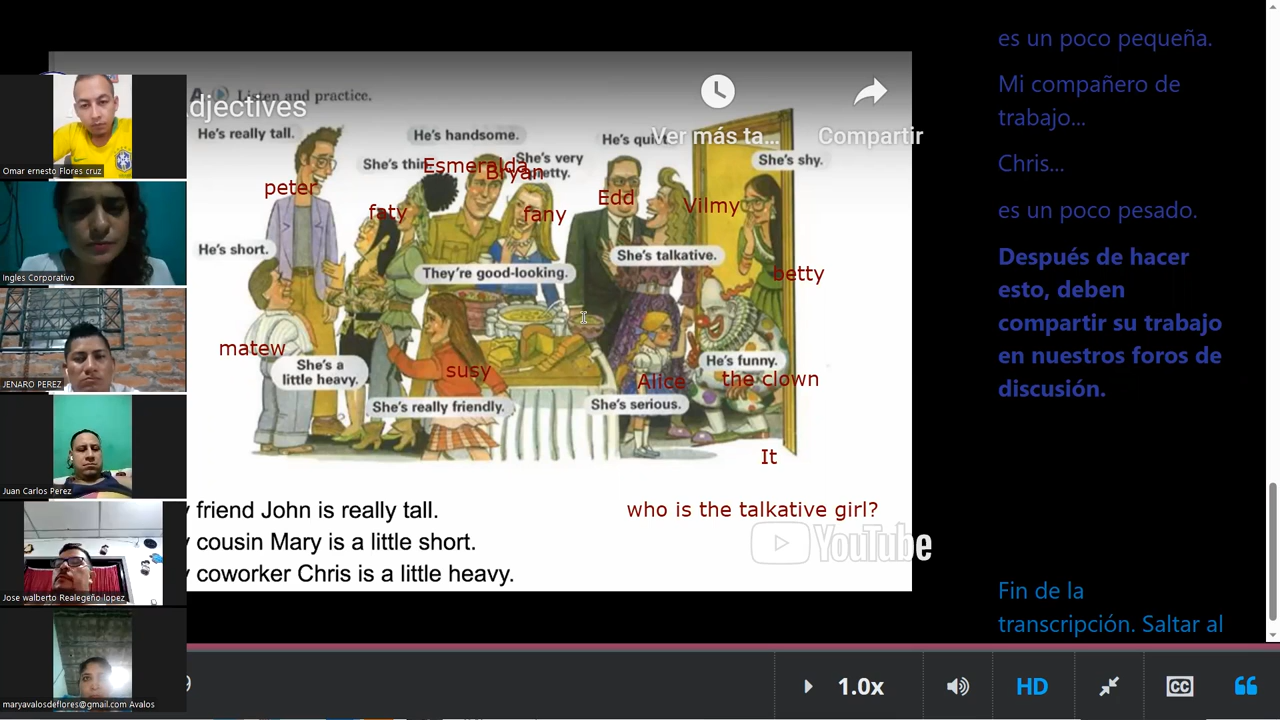 Listen and practice.
djectives
Ver más ta...
Compartir
He's really tall.
He's handsome.
He's
She's thin
She's very
pretty.
She's shy.
Esmeralda
Bryan
peter
faty
fany
Edd
Vilmy
He's short.
They're good-looking.
She's talkative.
betty
matew
She's a
little heavy.
susy
He's funny.
Alice
the clown
She's really friendly.
She's serious.
It
friend John is really tall.
cousin Mary is a little short.
coworker Chris is a little heavy.
who is the talkative girl?
YouTube
Omar ernesto Flores cruz
Ingles Corporativo
JENARO PEREZ
Juan Carlos Perez
Jose walberto Realegeño lopez
maryavalosdeflores@gmail.com Avalos
es un poco pequeña.
Mi compañero de
trabajo...
Chris...
es un poco pesado.
Después de hacer
esto, deben
compartir su trabajo
en nuestros foros de
discusión.
Fin de la
transcripción. Saltar al
9
1.0x
HD
CC